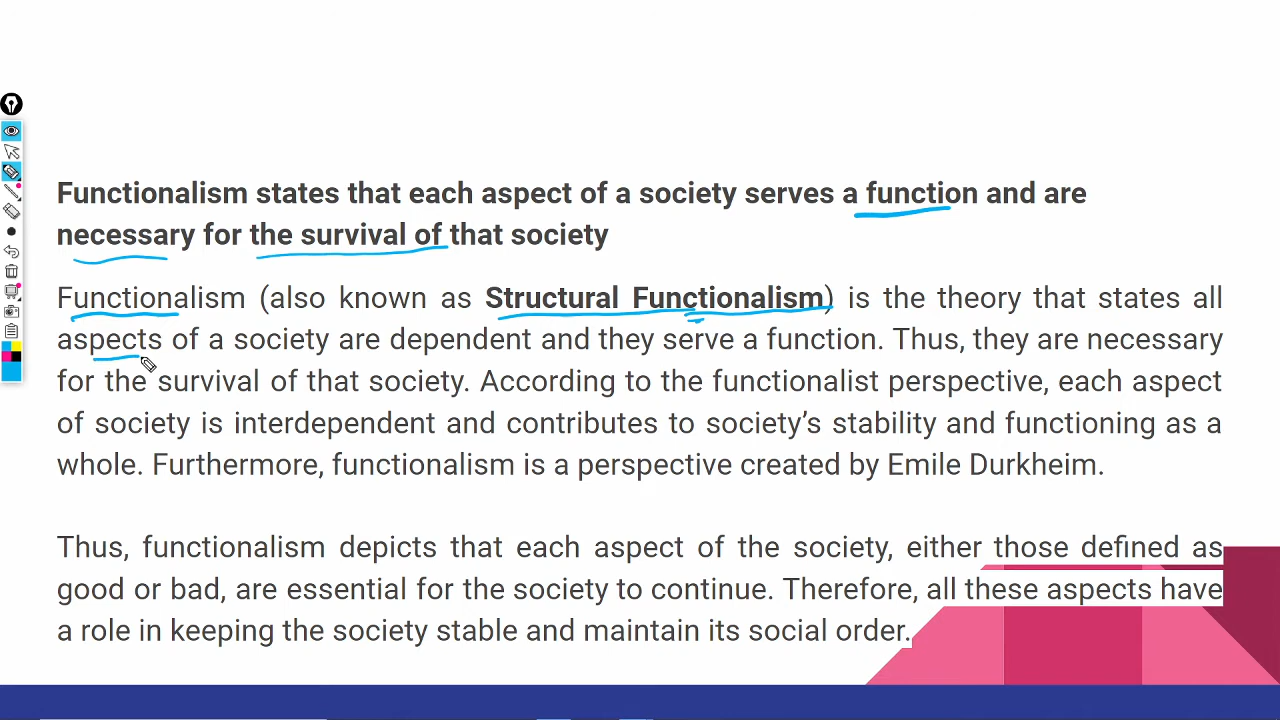 Functionalism states that each aspect of a society serves a function and are
necessary for the survival of that society
Functionalism (also known as Structural Functionalism) is the theory that states all
aspects of a society are dependent and they serve a function. Thus, they are necessary
for the survival of that society. According to the functionalist perspective, each aspect
of society is interdependent and contributes to society’s stability and functioning as a
whole. Furthermore, functionalism is a perspective created by Emile Durkheim.
Thus, functionalism depicts that each aspect of the society, either those defined as
good or bad, are essential for the society to continue. Therefore, all these aspects have
a role in keeping the society stable and maintain its social order.